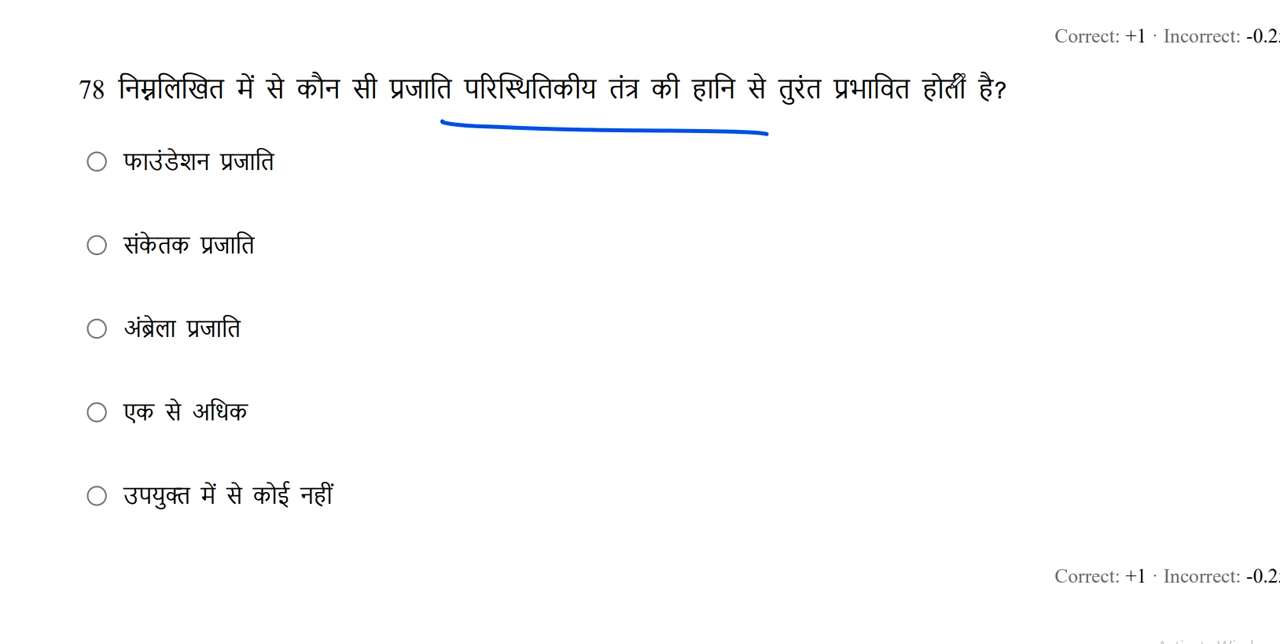 Correct: +1 · Incorrect: -0.2
78 निम्नलिखित में से कौन सी प्रजाति परिस्थितिकीय तंत्र की हानि से तुरंत प्रभावित होतीं है?
फाउंडेशन प्रजाति
संकेतक प्रजाति
अंब्रेला प्रजाति
एक से अधिक
उपयुक्त में से कोई नहीं
Correct: +1 · Incorrect: -0.2